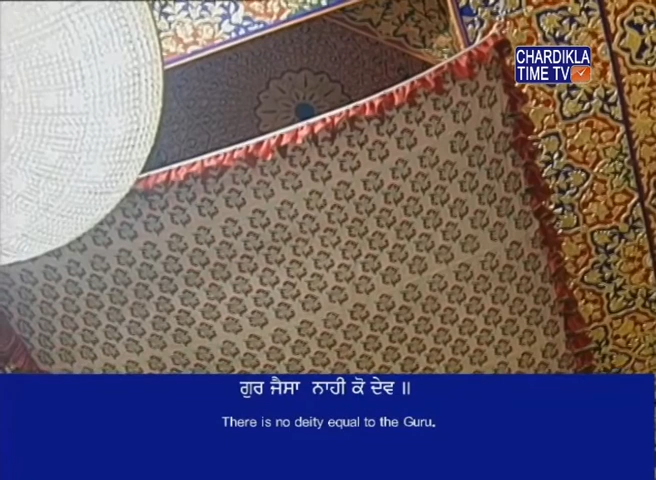 CHARDIKLA
TIME TV
ਗੁਰ ਜੈਸਾ ਨਾਹੀ ਕੋ ਦੇਵ ॥
There is no deity equal to the Guru.